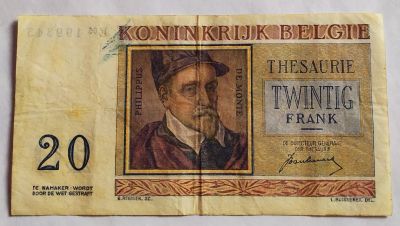 KONINKRIJK BELGIE
PHILIPPUS
DE MONTE
THESAURIE
TWINTIG
FRANK
DE DIRECTEUR GENERAAL
DER THESAURIE
20
DE NAMAKER WORDT
DOOR DE WET GESTRAFT